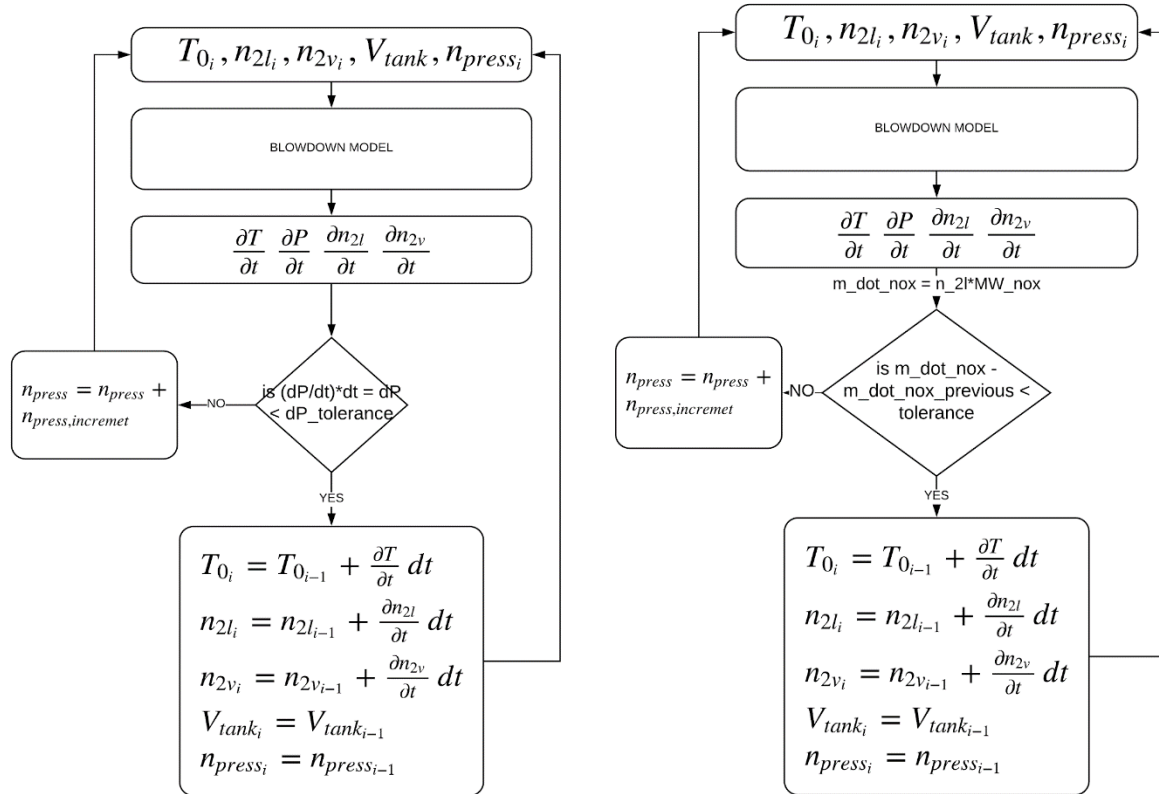 T_{0_i}, n_{2l_i}, n_{2v_i}, V_{tank}, n_{press_i}
BLOWDOWN MODEL
∂T/∂t ∂P/∂t ∂n_{2l}/∂t ∂n_{2v}/∂t
is (dP/dt)*dt = dP
< dP_tolerance
NO
n_{press} = n_{press} +
n_{press,incremet}
YES
T_{0_i} = T_{0_{i-1}} + ∂T/∂t dt
n_{2l_i} = n_{2l_{i-1}} + ∂n_{2l}/∂t dt
n_{2v_i} = n_{2v_{i-1}} + ∂n_{2v}/∂t dt
V_{tank_i} = V_{tank_{i-1}}
n_{press_i} = n_{press_{i-1}}
T_{0_i}, n_{2l_i}, n_{2v_i}, V_{tank}, n_{press_i}
BLOWDOWN MODEL
∂T/∂t ∂P/∂t ∂n_{2l}/∂t ∂n_{2v}/∂t
m_dot_nox = n_2l*MW_nox
is m_dot_nox -
m_dot_nox_previous <
tolerance
NO
n_{press} = n_{press} +
n_{press,incremet}
YES
T_{0_i} = T_{0_{i-1}} + ∂T/∂t dt
n_{2l_i} = n_{2l_{i-1}} + ∂n_{2l}/∂t dt
n_{2v_i} = n_{2v_{i-1}} + ∂n_{2v}/∂t dt
V_{tank_i} = V_{tank_{i-1}}
n_{press_i} = n_{press_{i-1}}